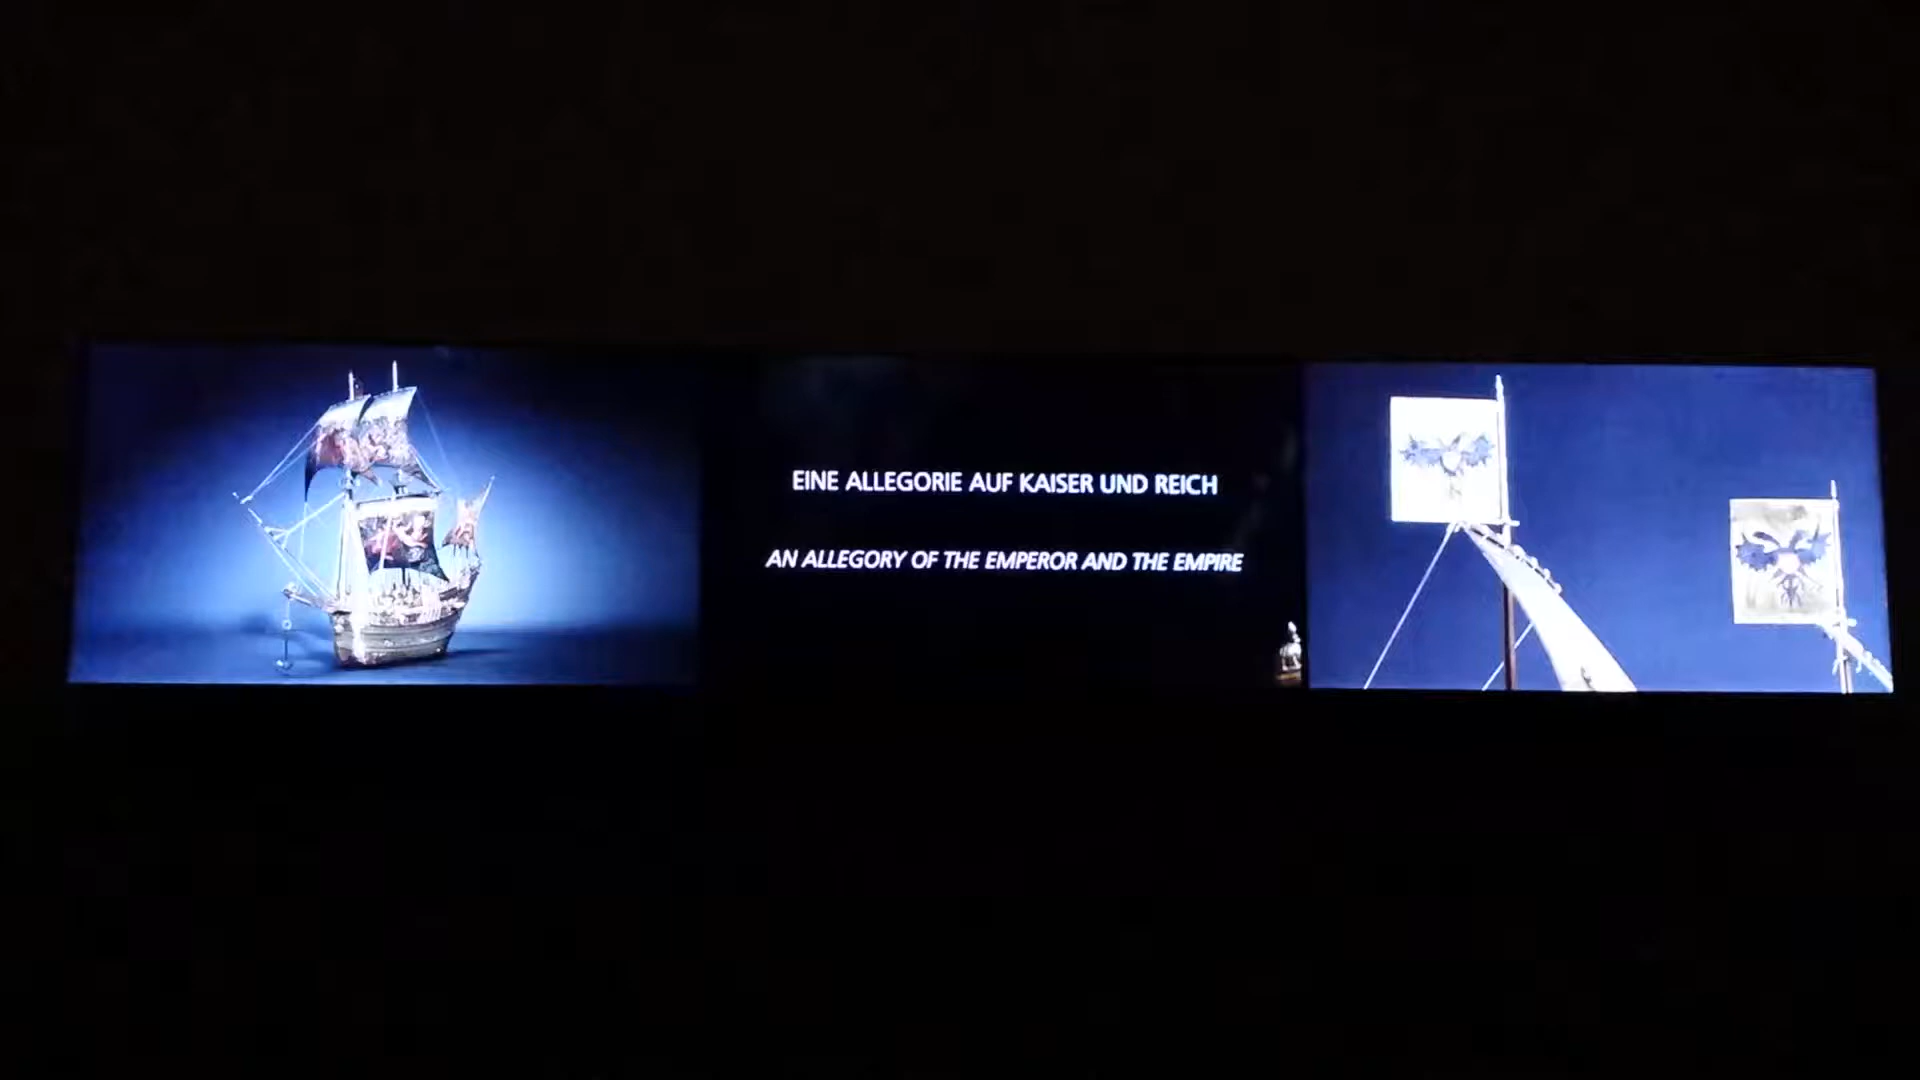 EINE ALLEGORIE AUF KAISER UND REICH
AN ALLEGORY OF THE EMPEROR AND THE EMPIRE